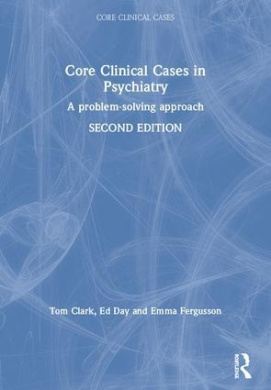 CORE CLINICAL CASES
Core Clinical Cases in
Psychiatry
A problem-solving approach
SECOND EDITION
Tom Clark, Ed Day and Emma Fergusson
ROUTLEDGE